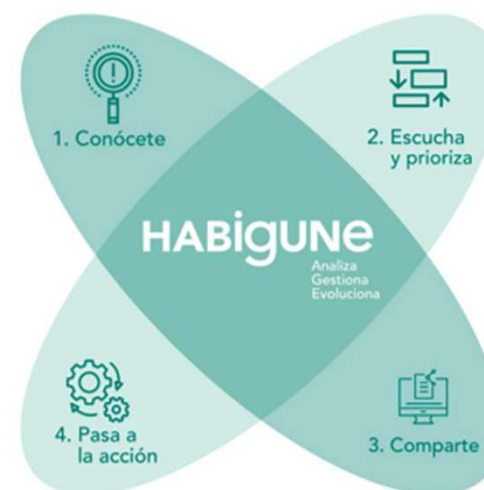 1. Conócete
2. Escucha
y prioriza
HABIGUNE
Analiza
Gestiona
Evoluciona
4. Pasa a
la acción
3. Comparte